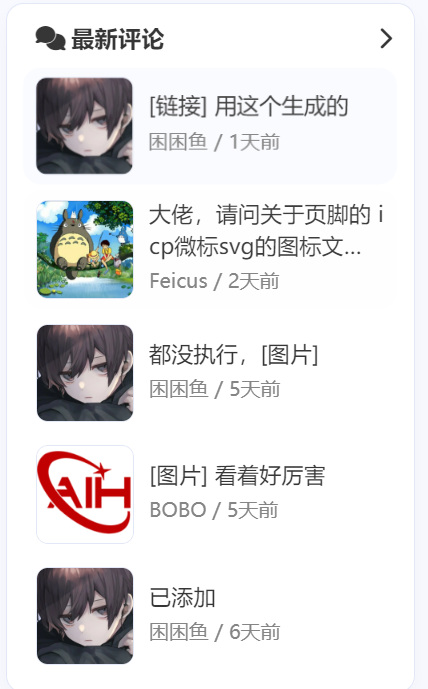 最新评论
[链接] 用这个生成的
困困鱼 / 1天前
大佬，请问关于页脚的 i
cp微标svg的图标文...
Feicus / 2天前
都没执行，[图片]
困困鱼 / 5天前
AIH
[图片] 看着好厉害
BOBO / 5天前
已添加
困困鱼 / 6天前